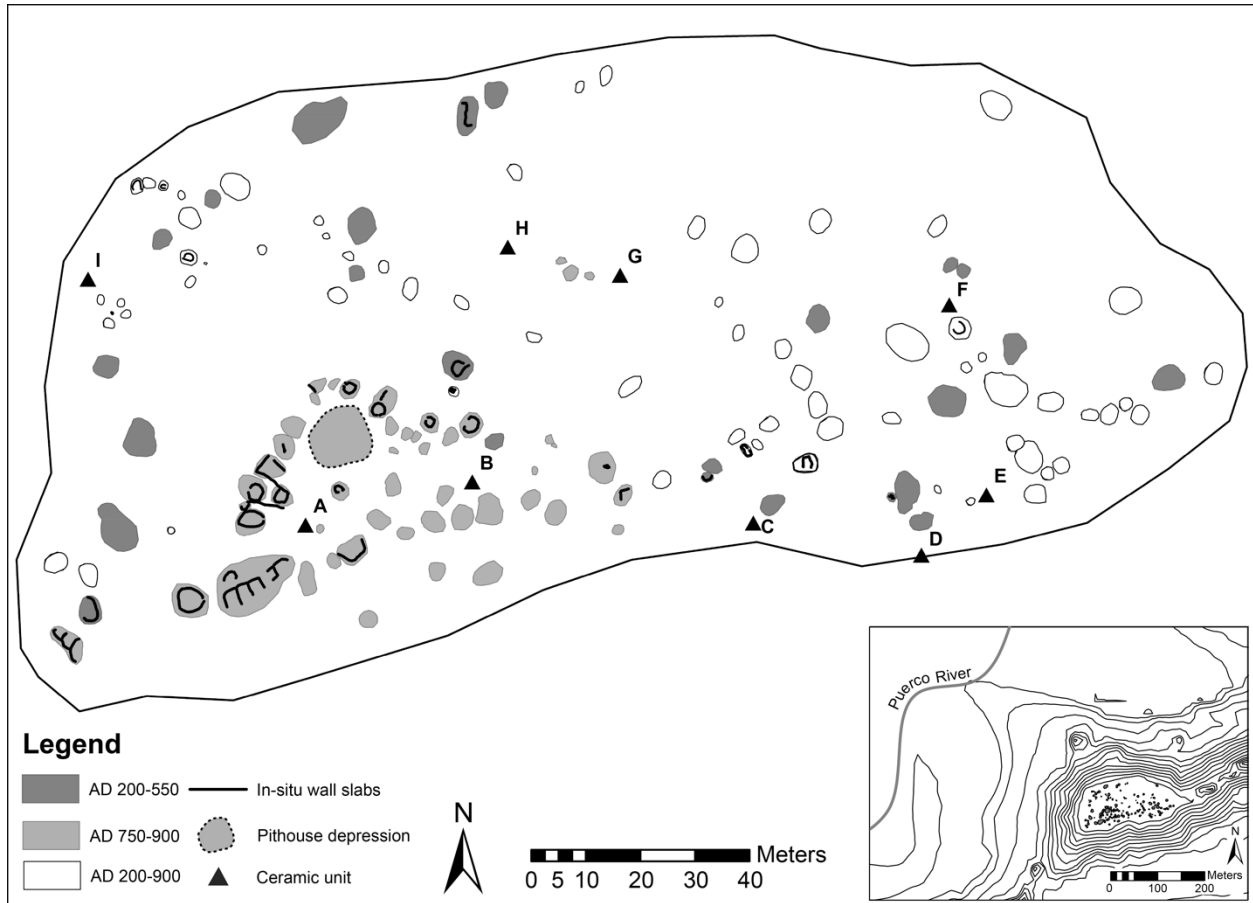 I
H
G
F
A
B
C
E
D
Legend
AD 200-550
In-situ wall slabs
AD 750-900
Pithouse depression
AD 200-900
Ceramic unit
N
Meters
0 5 10 20 30 40
Puerco River
N
Meters
0 100 200